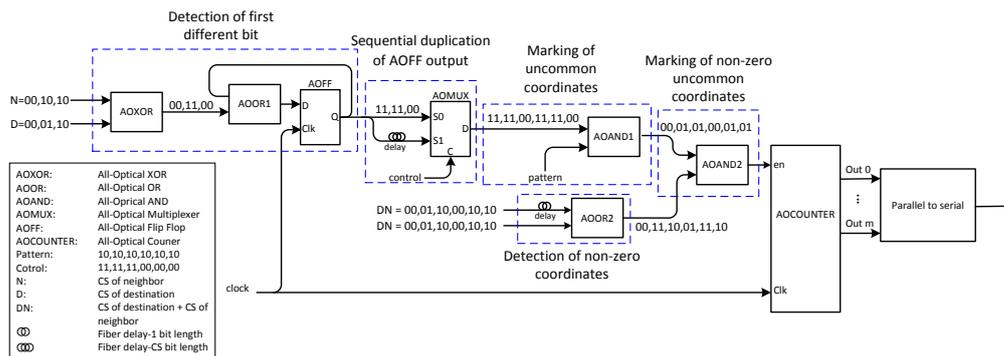 Detection of first
different bit
Sequential duplication
of AOFF output
Marking of
uncommon
coordinates
Marking of non-zero
uncommon
coordinates
N=00,10,10
D=00,01,10
AOXOR
00,11,00
AOOR1
AOFF
D
Q
Clk
11,11,00
delay
AOMUX
S0
S1
D
C
control
11,11,00,11,11,00
AOAND1
pattern
00,01,01,00,01,01
AOAND2
en
AOCOUNTER
Clk
Out 0
...
Out m
Parallel to serial
DN = 00,01,10,00,10,10
DN = 00,01,10,00,10,10
delay
AOOR2
00,11,10,01,11,10
Detection of non-zero
coordinates
clock
AOXOR: All-Optical XOR
AOOR: All-Optical OR
AOAND: All-Oprical AND
AOMUX: All-Optical Multiplexer
AOFF: All-Optical Flip Flop
AOCOUNTER: All-Optical Couner
Pattern: 10,10,10,10,10,10
Cotrol: 11,11,11,00,00,00
N: CS of neighbor
D: CS of destination
DN: CS of destination + CS of
neighbor
Fiber delay-1 bit length
Fiber delay-CS bit length